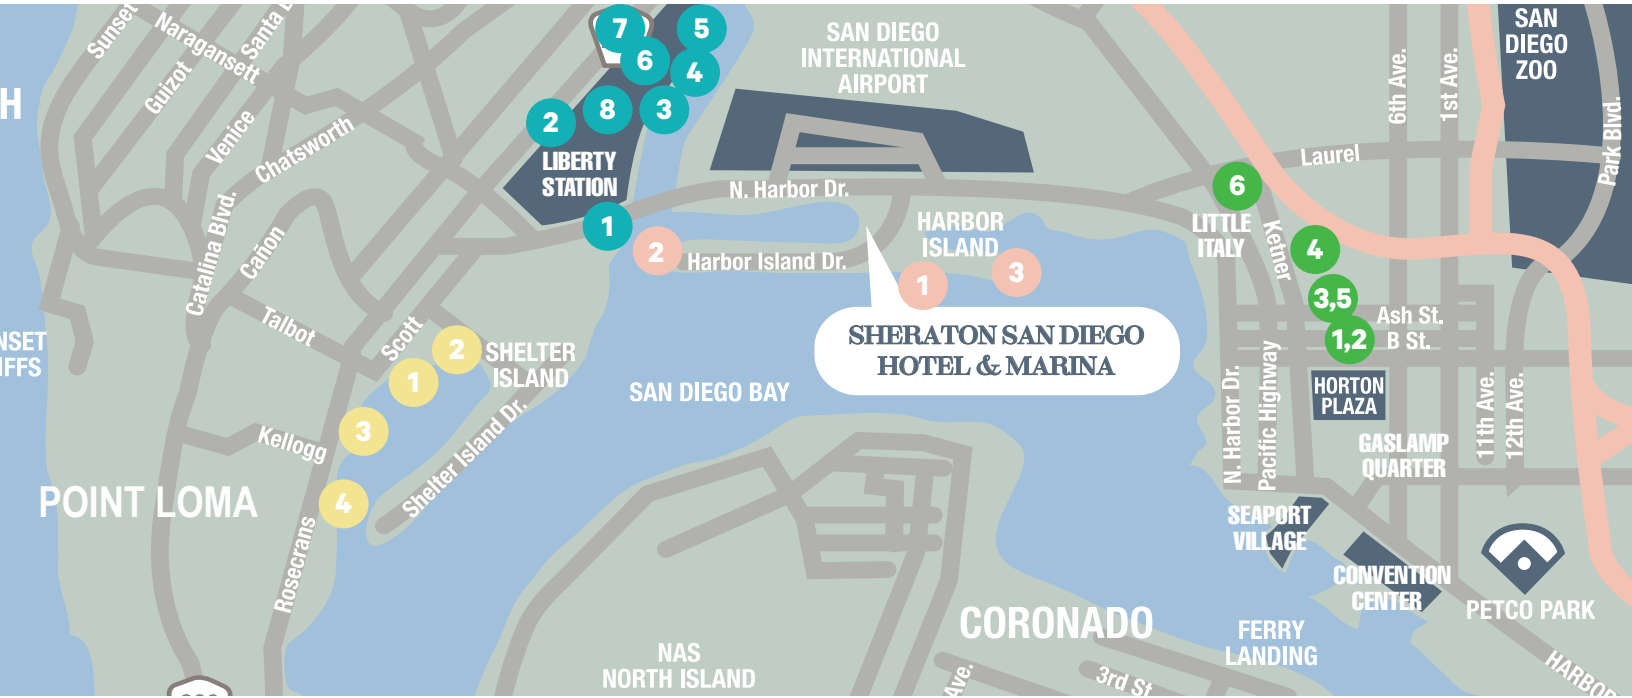 Sunset
Naragansett
Santa
Guizot
Venice
Chatsworth
7
5
6
4
2
8
3
LIBERTY
STATION
1
SAN DIEGO
INTERNATIONAL
AIRPORT
N. Harbor Dr.
2
Harbor Island Dr.
HARBOR
ISLAND
1
3
SHERATON SAN DIEGO
HOTEL & MARINA
SAN
DIEGO
ZOO
6th Ave.
1st Ave.
Park Blvd.
Laurel
6
LITTLE
ITALY
Ketner
4
3,5
1,2
Ash St.
B St.
HORTON
PLAZA
GASLAMP
QUARTER
11th Ave.
12th Ave.
N. Harbor Dr.
Pacific Highway
SEAPORT
VILLAGE
CONVENTION
CENTER
PETCO PARK
HARBOR
Catalina Blvd.
Cañon
Talbot
Scott
2
SHELTER
ISLAND
1
3
Kellogg
Shelter Island Dr.
4
POINT LOMA
Rosecrans
SAN DIEGO BAY
CORONADO
FERRY
LANDING
NAS
NORTH ISLAND
Ave.
3rd St